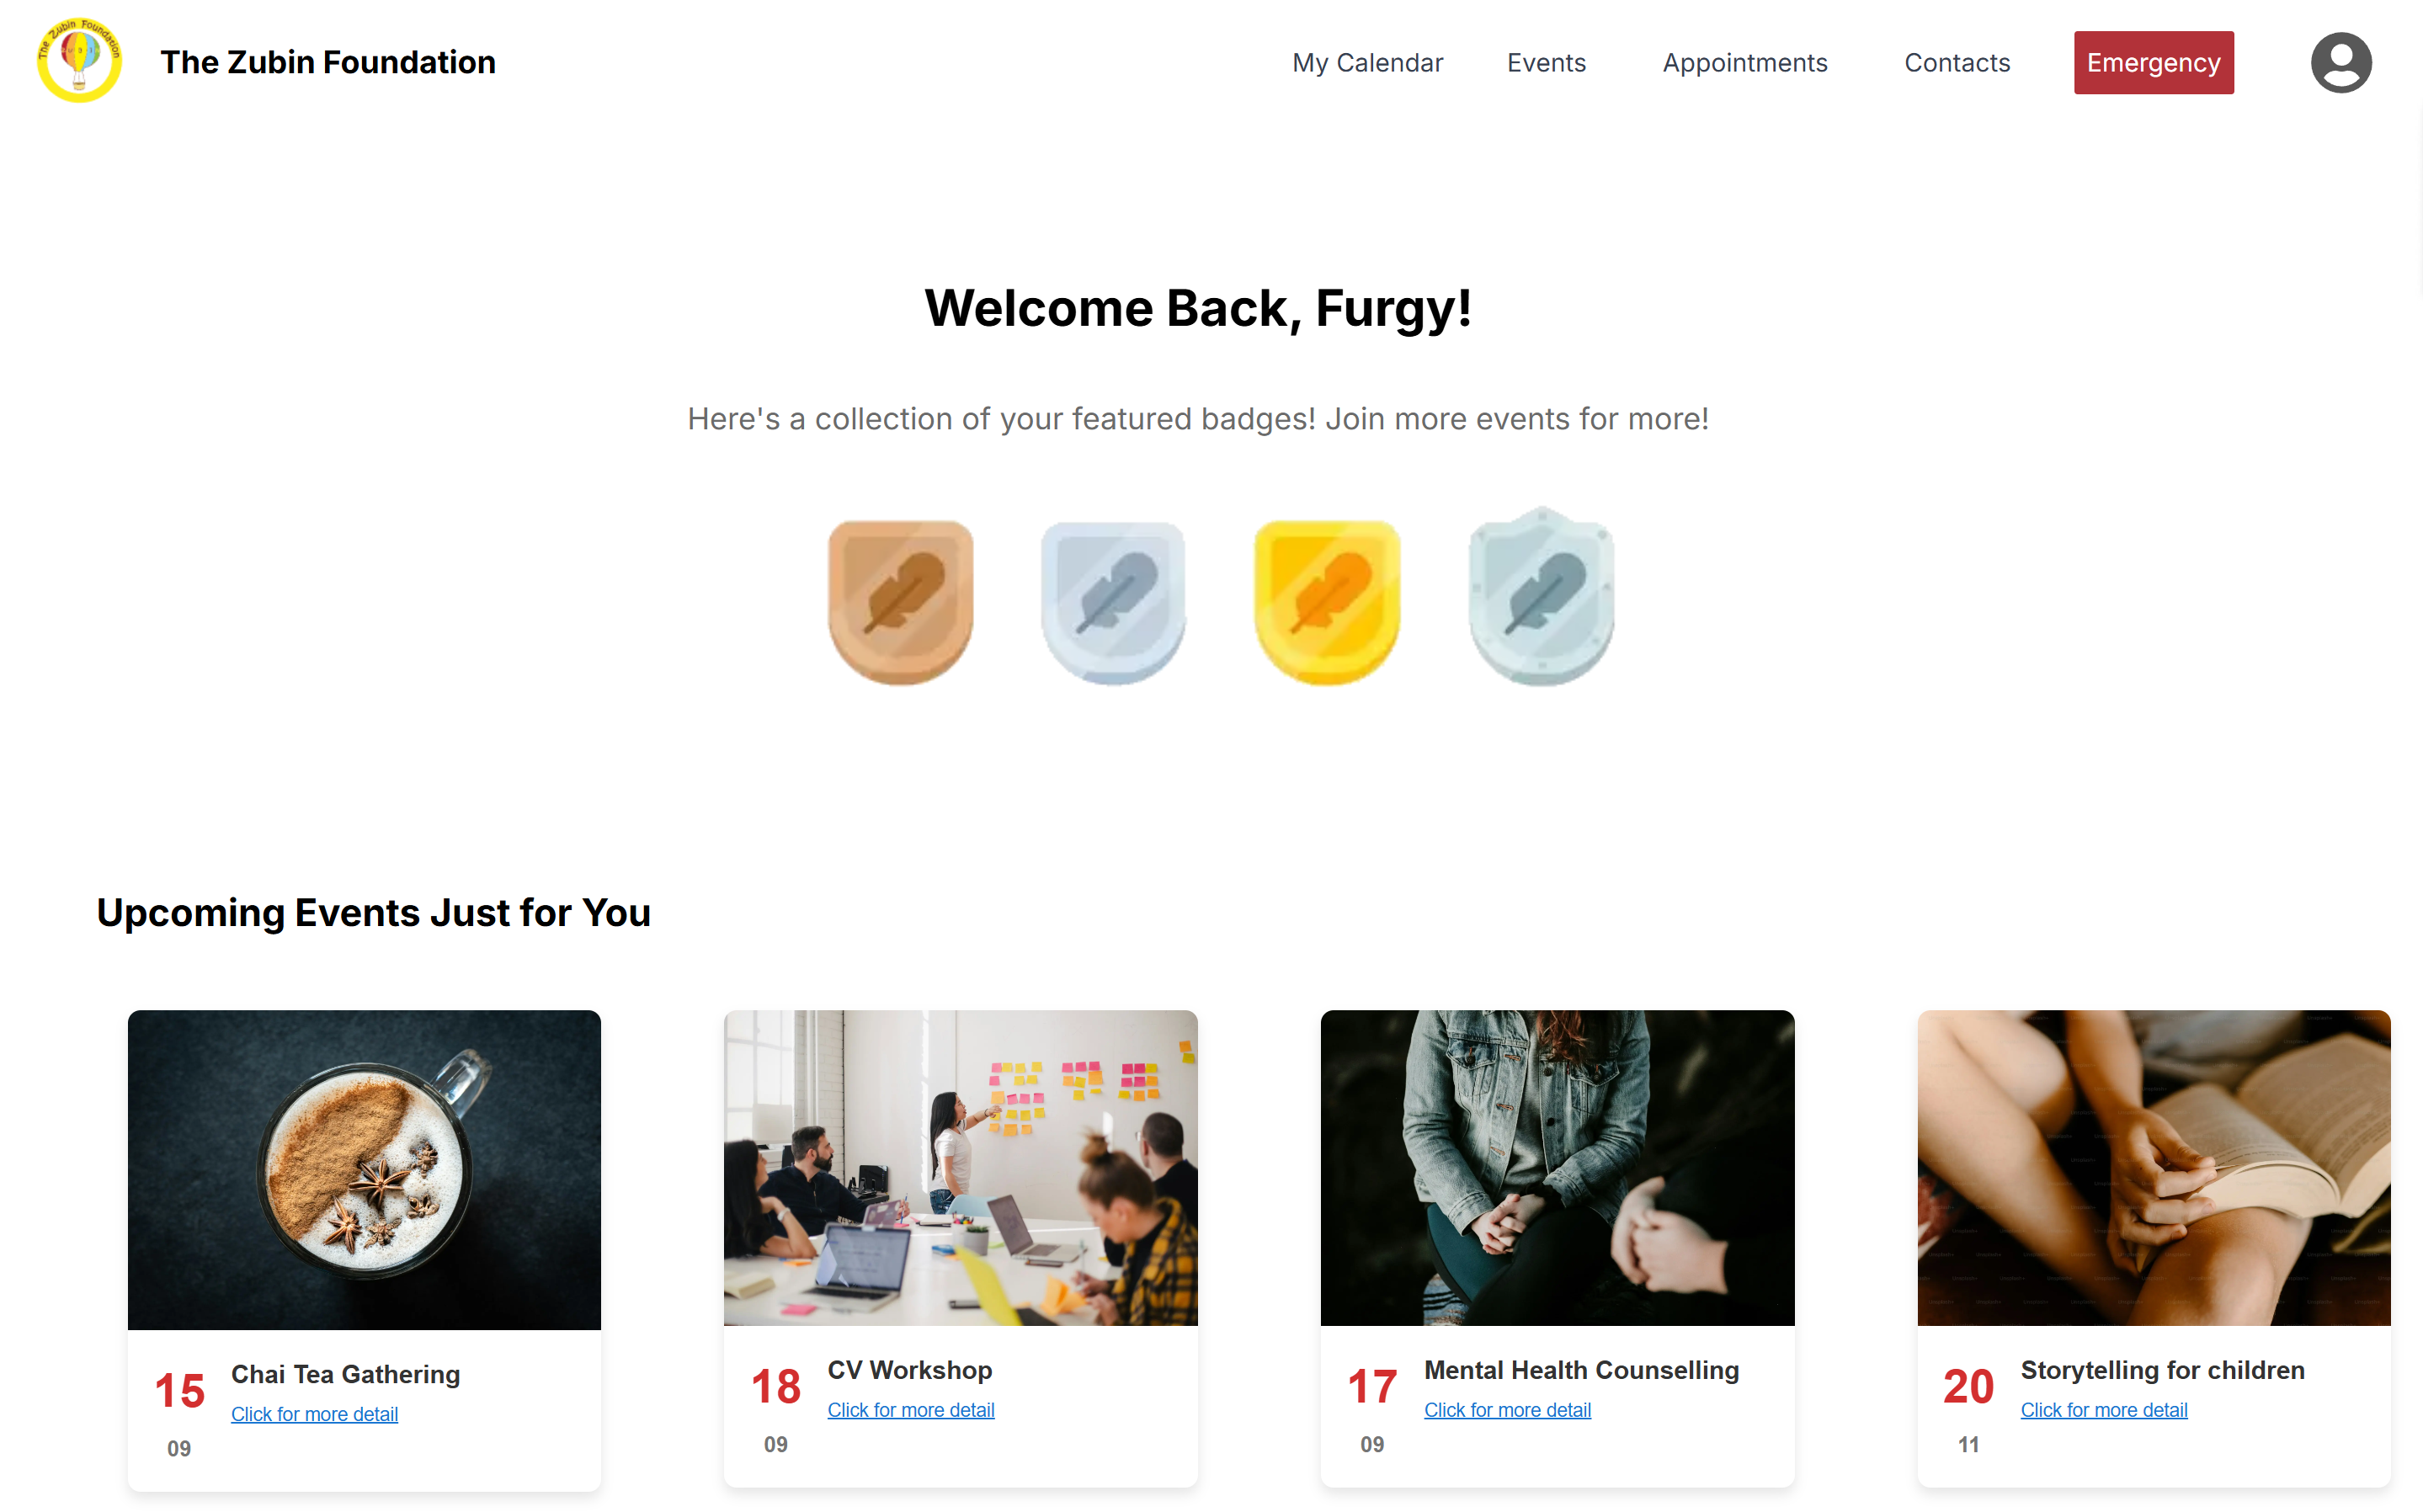 The Zubin Foundation
The Zubin Foundation
My Calendar
Events
Appointments
Contacts
Emergency
Welcome Back, Furgy!
Here's a collection of your featured badges! Join more events for more!
Upcoming Events Just for You
15
09
Chai Tea Gathering
Click for more detail
18
09
CV Workshop
Click for more detail
17
09
Mental Health Counselling
Click for more detail
20
11
Storytelling for children
Click for more detail